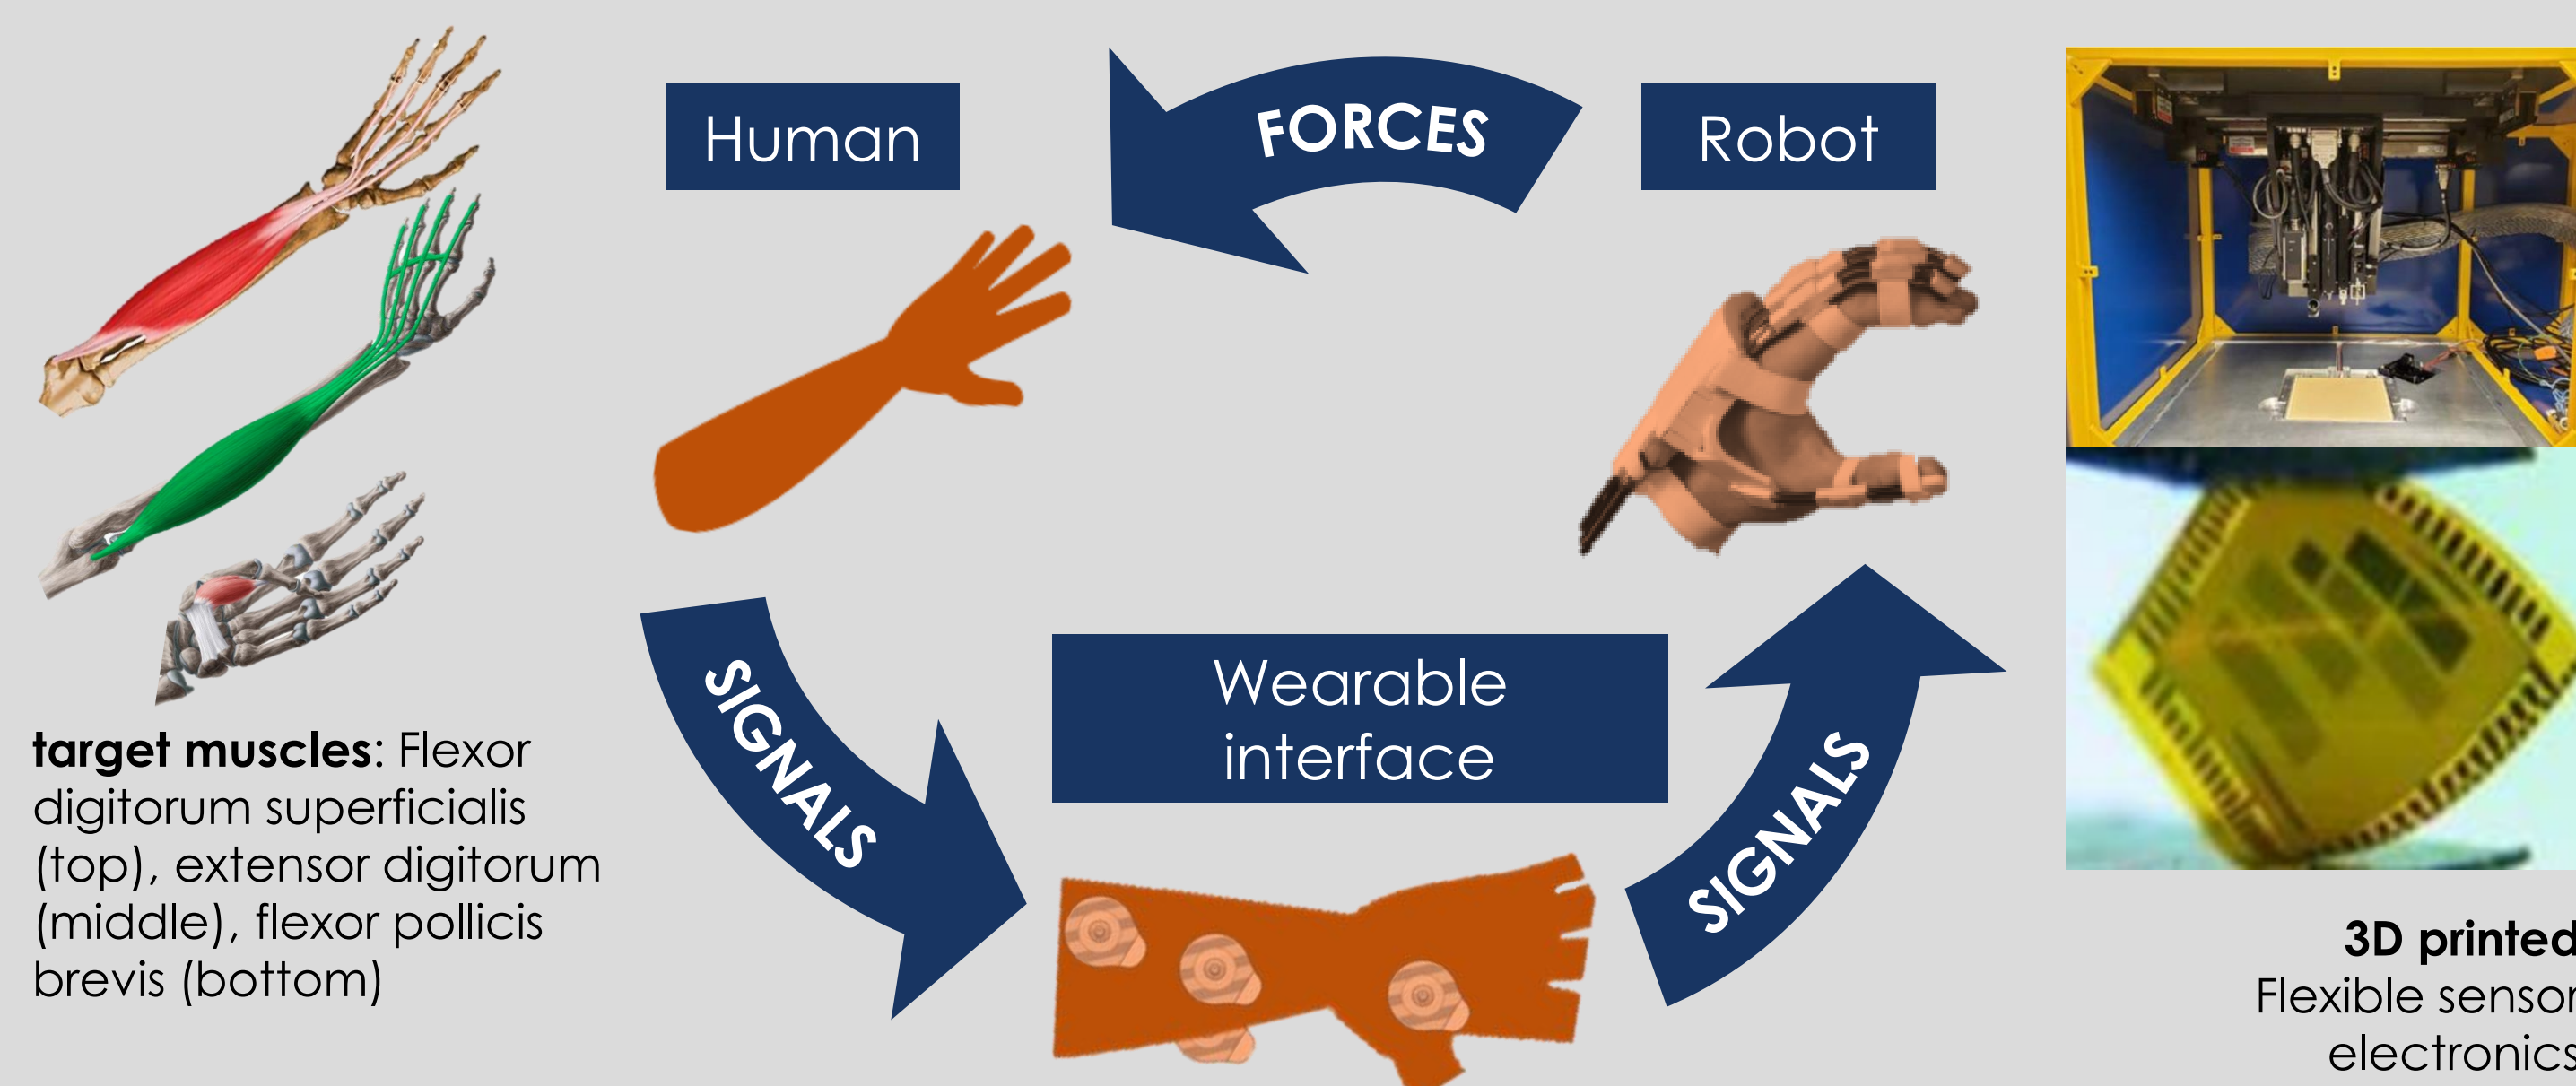 Human
FORCES
Robot
SIGNALS
Wearable
interface
SIGNALS
target muscles: Flexor
digitorum superficialis
(top), extensor digitorum
(middle), flexor pollicis
brevis (bottom)
3D printed
Flexible sensor
electronics